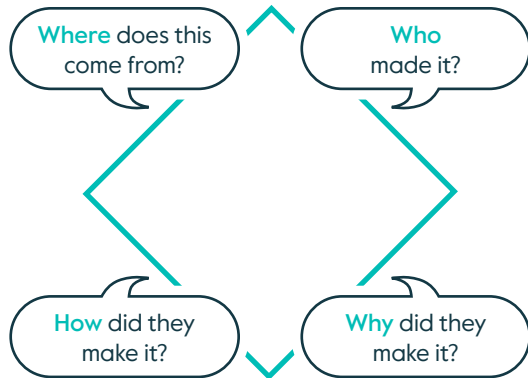 Where does this
come from?
Who
made it?
How did they
make it?
Why did they
make it?